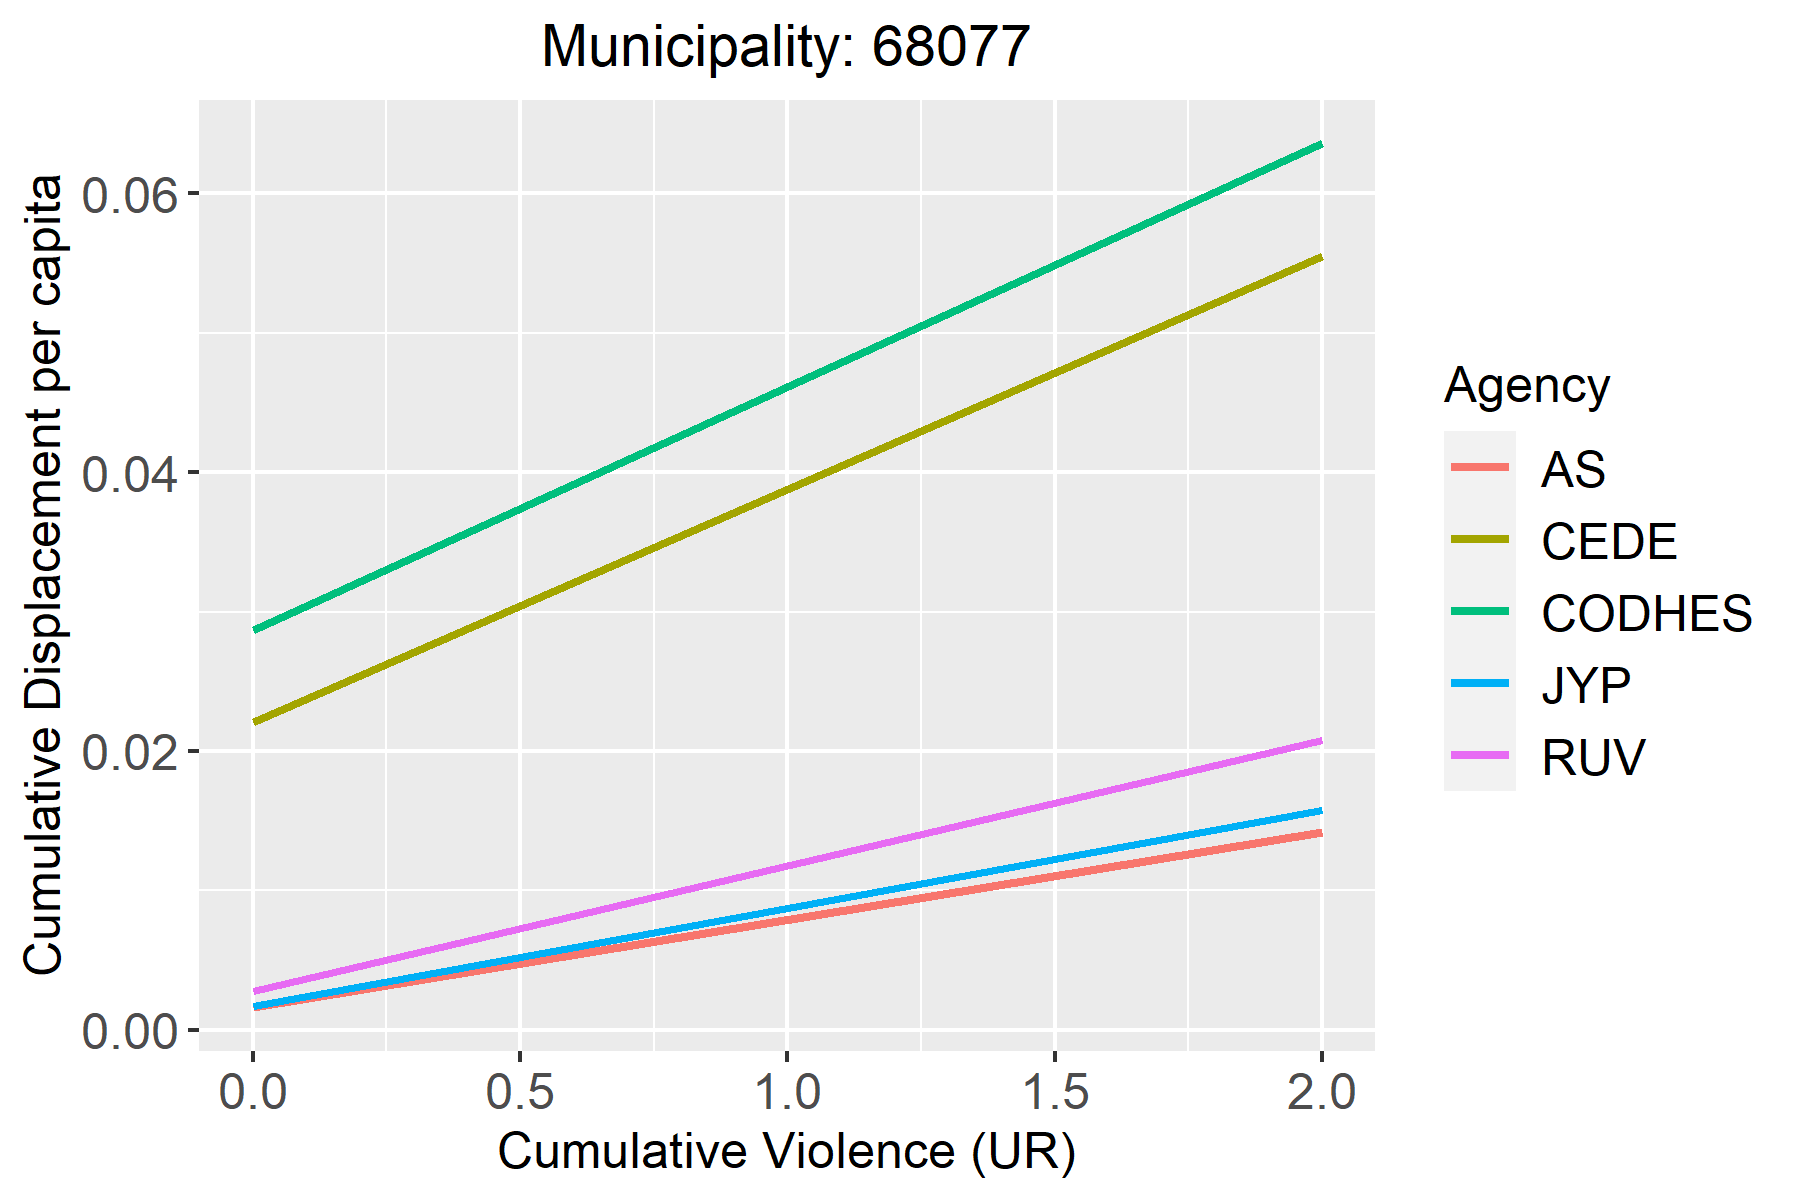 Municipality: 68077
Cumulative Displacement per capita
0.06
0.04
0.02
0.00
0.0 0.5 1.0 1.5 2.0
Cumulative Violence (UR)
Agency
AS
CEDE
CODHES
JYP
RUV